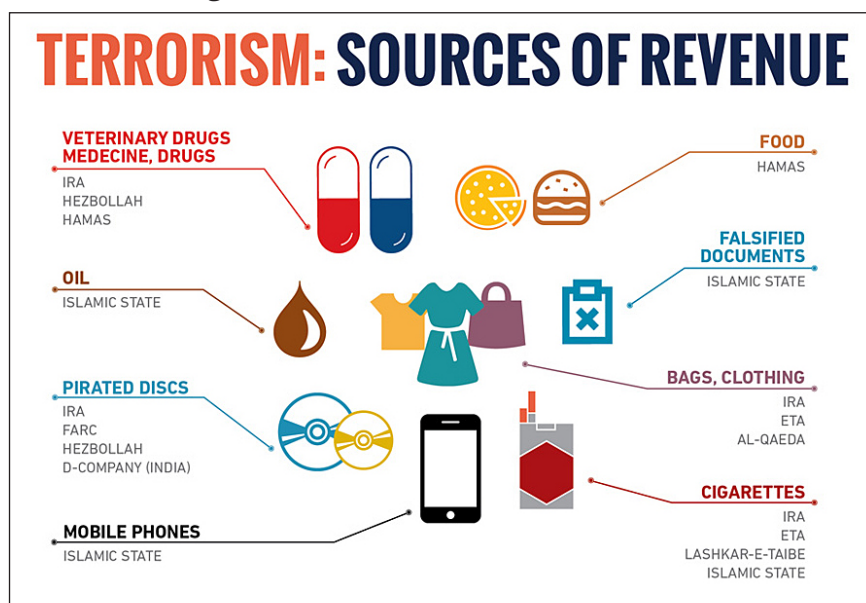 TERRORISM: SOURCES OF REVENUE
VETERINARY DRUGS
MEDECINE, DRUGS
IRA
HEZBOLLAH
HAMAS
FOOD
HAMAS
OIL
ISLAMIC STATE
FALSIFIED
DOCUMENTS
ISLAMIC STATE
PIRATED DISCS
IRA
FARC
HEZBOLLAH
D-COMPANY (INDIA)
BAGS, CLOTHING
IRA
ETA
AL-QAEDA
MOBILE PHONES
ISLAMIC STATE
CIGARETTES
IRA
ETA
LASHKAR-E-TAIBE
ISLAMIC STATE